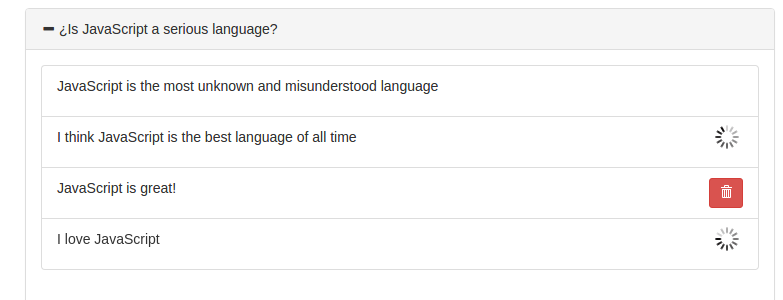 ¿Is JavaScript a serious language?
JavaScript is the most unknown and misunderstood language
I think JavaScript is the best language of all time
JavaScript is great!
I love JavaScript